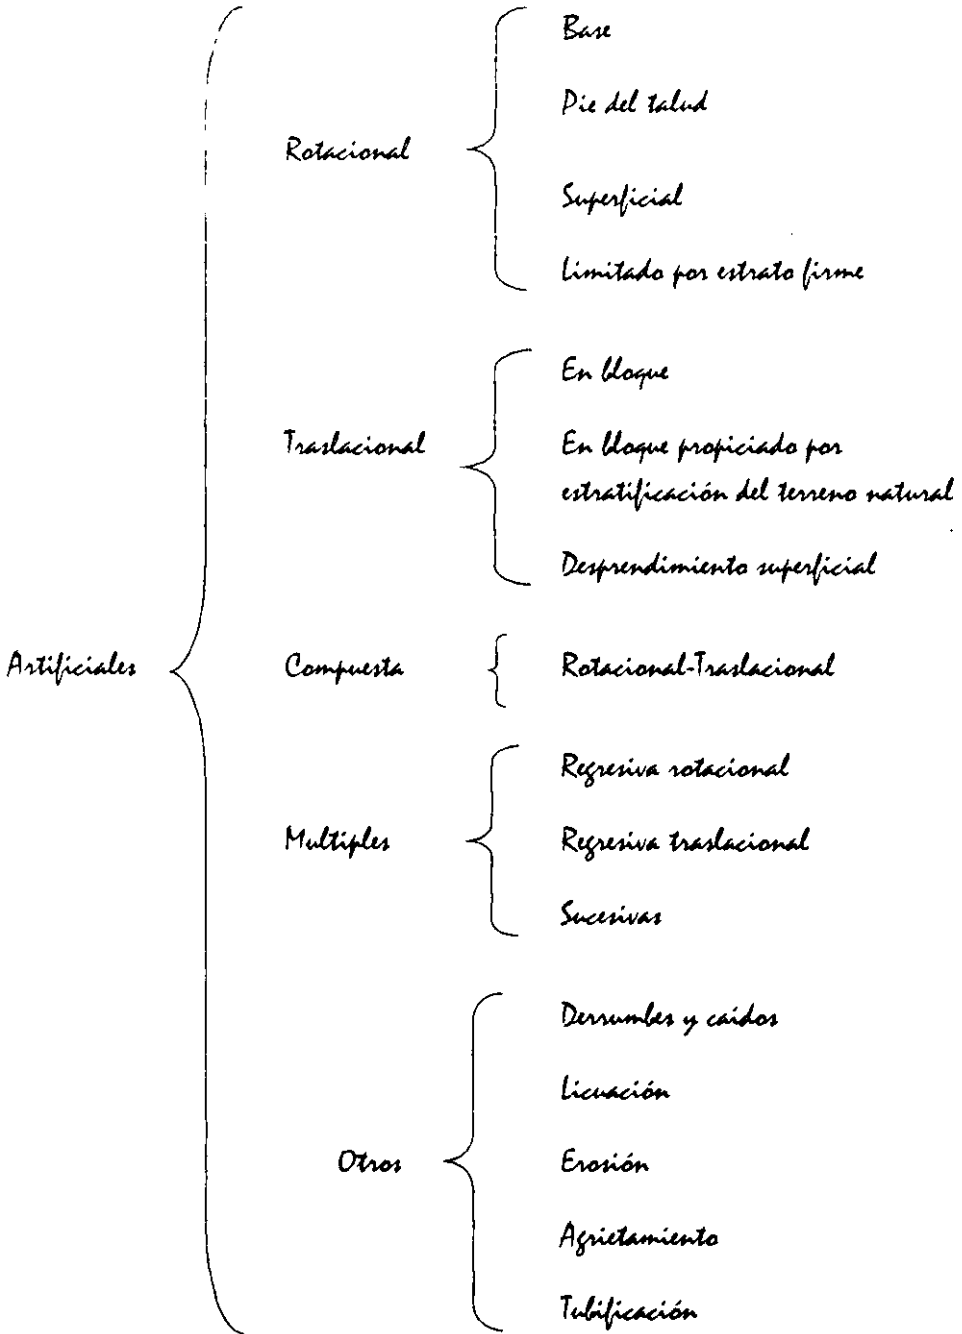 Base
Pie del talud
Rotacional
Superficial
Limitado por estrato firme
En bloque
Traslacional
En bloque propiciado por
estratificación del terreno natural
Desprendimiento superficial
Artificiales
Compuesta
Rotacional-Traslacional
Regresiva rotacional
Multiples
Regresiva traslacional
Sucesivas
Derrumbes y caídos
Licuación
Otros
Erosión
Agrietamiento
Tubificación